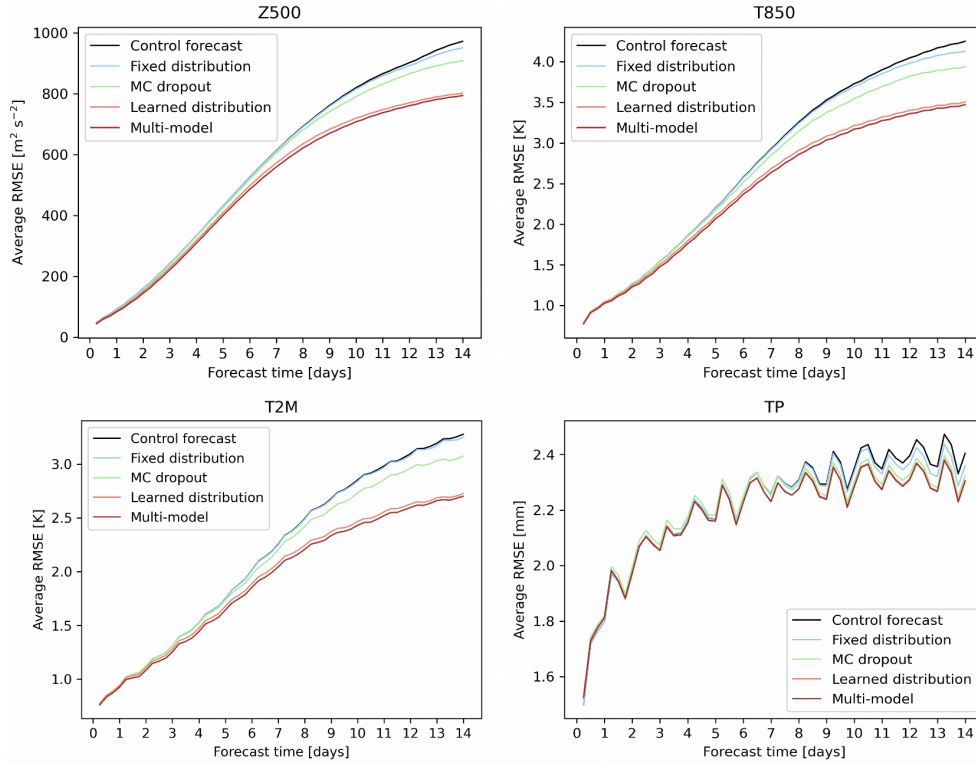 Z500
Average RMSE [m² s⁻²]
1000
800
600
400
200
0
Control forecast
Fixed distribution
MC dropout
Learned distribution
Multi-model
0 1 2 3 4 5 6 7 8 9 10 11 12 13 14
Forecast time [days]
T850
Average RMSE [K]
4.0
3.5
3.0
2.5
2.0
1.5
1.0
Control forecast
Fixed distribution
MC dropout
Learned distribution
Multi-model
0 1 2 3 4 5 6 7 8 9 10 11 12 13 14
Forecast time [days]
T2M
Average RMSE [K]
3.0
2.5
2.0
1.5
1.0
Control forecast
Fixed distribution
MC dropout
Learned distribution
Multi-model
0 1 2 3 4 5 6 7 8 9 10 11 12 13 14
Forecast time [days]
TP
Average RMSE [mm]
2.4
2.2
2.0
1.8
1.6
Control forecast
Fixed distribution
MC dropout
Learned distribution
Multi-model
0 1 2 3 4 5 6 7 8 9 10 11 12 13 14
Forecast time [days]